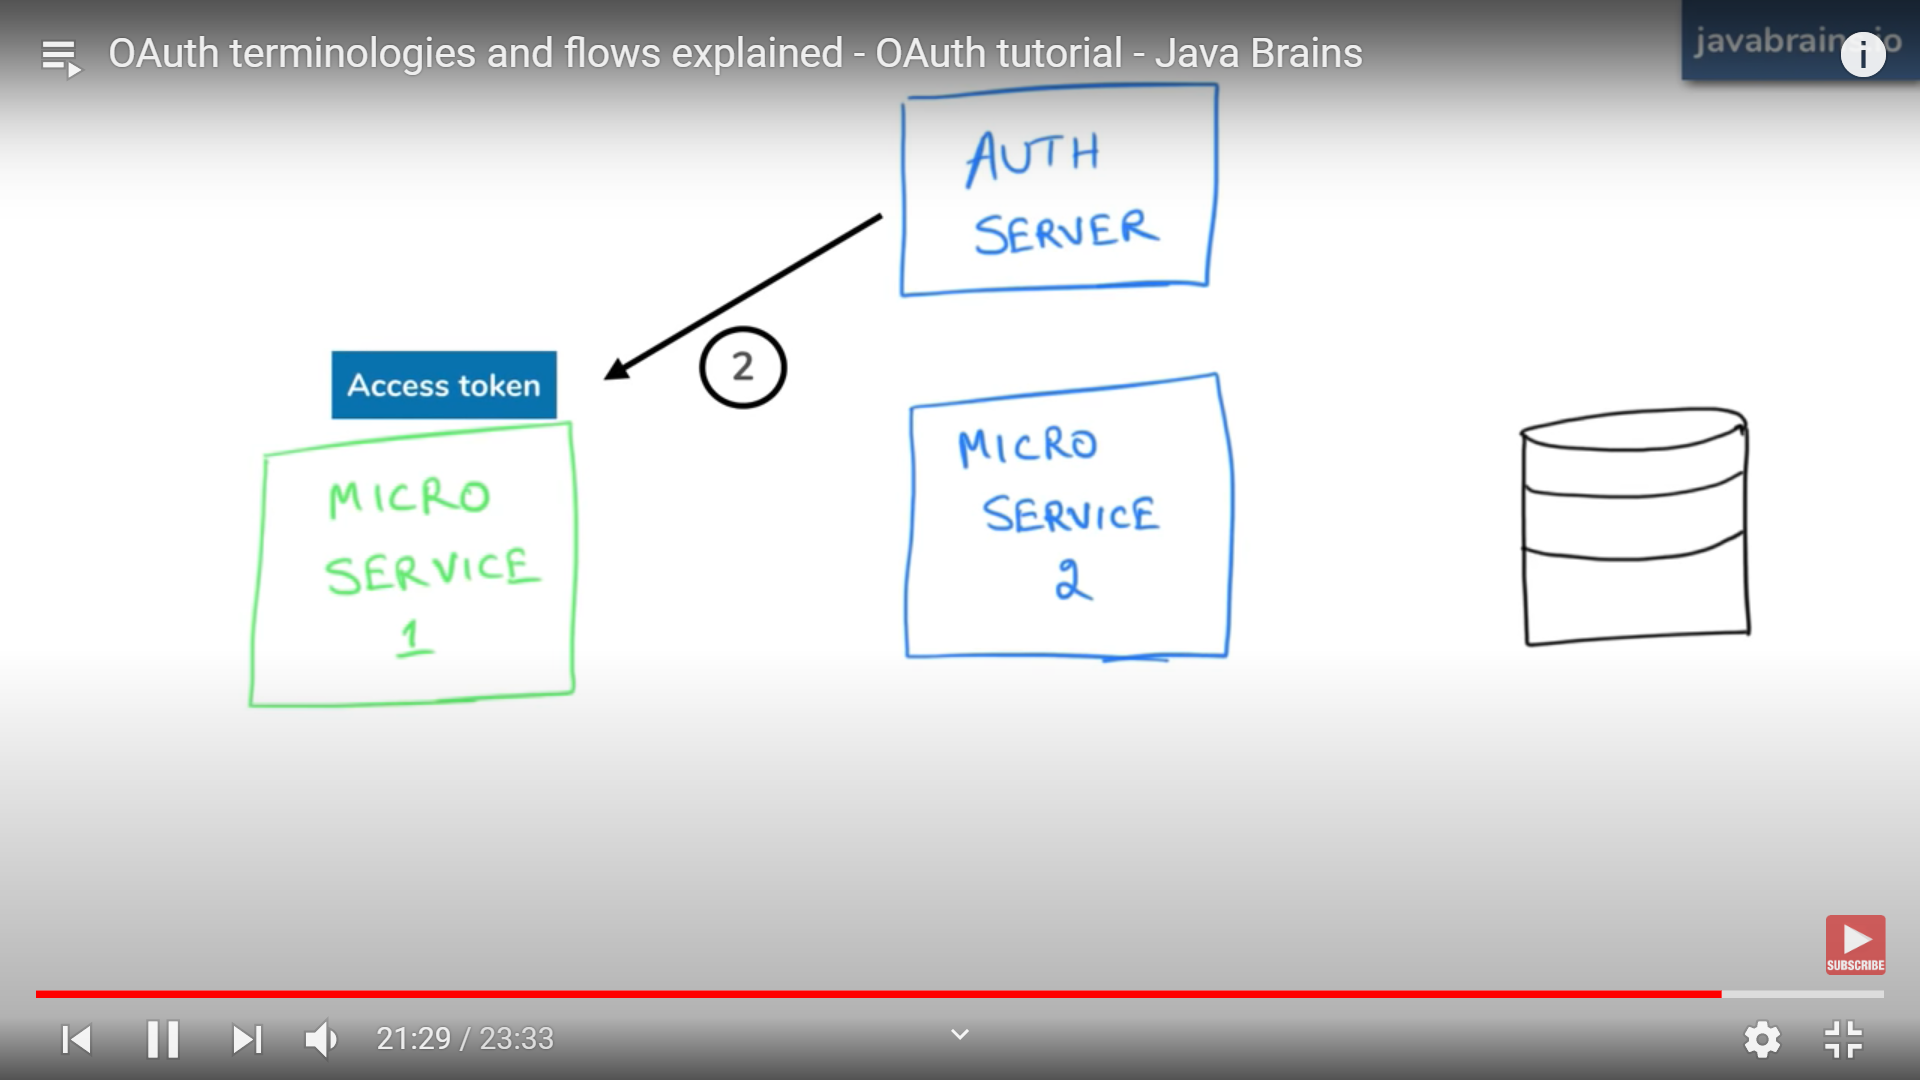 OAuth terminologies and flows explained - OAuth tutorial - Java Brains
i
AUTH
SERVER
2
Access token
MICRO
SERVICE
1
MICRO
SERVICE
2
SUBSCRIBE
21:29 / 23:33